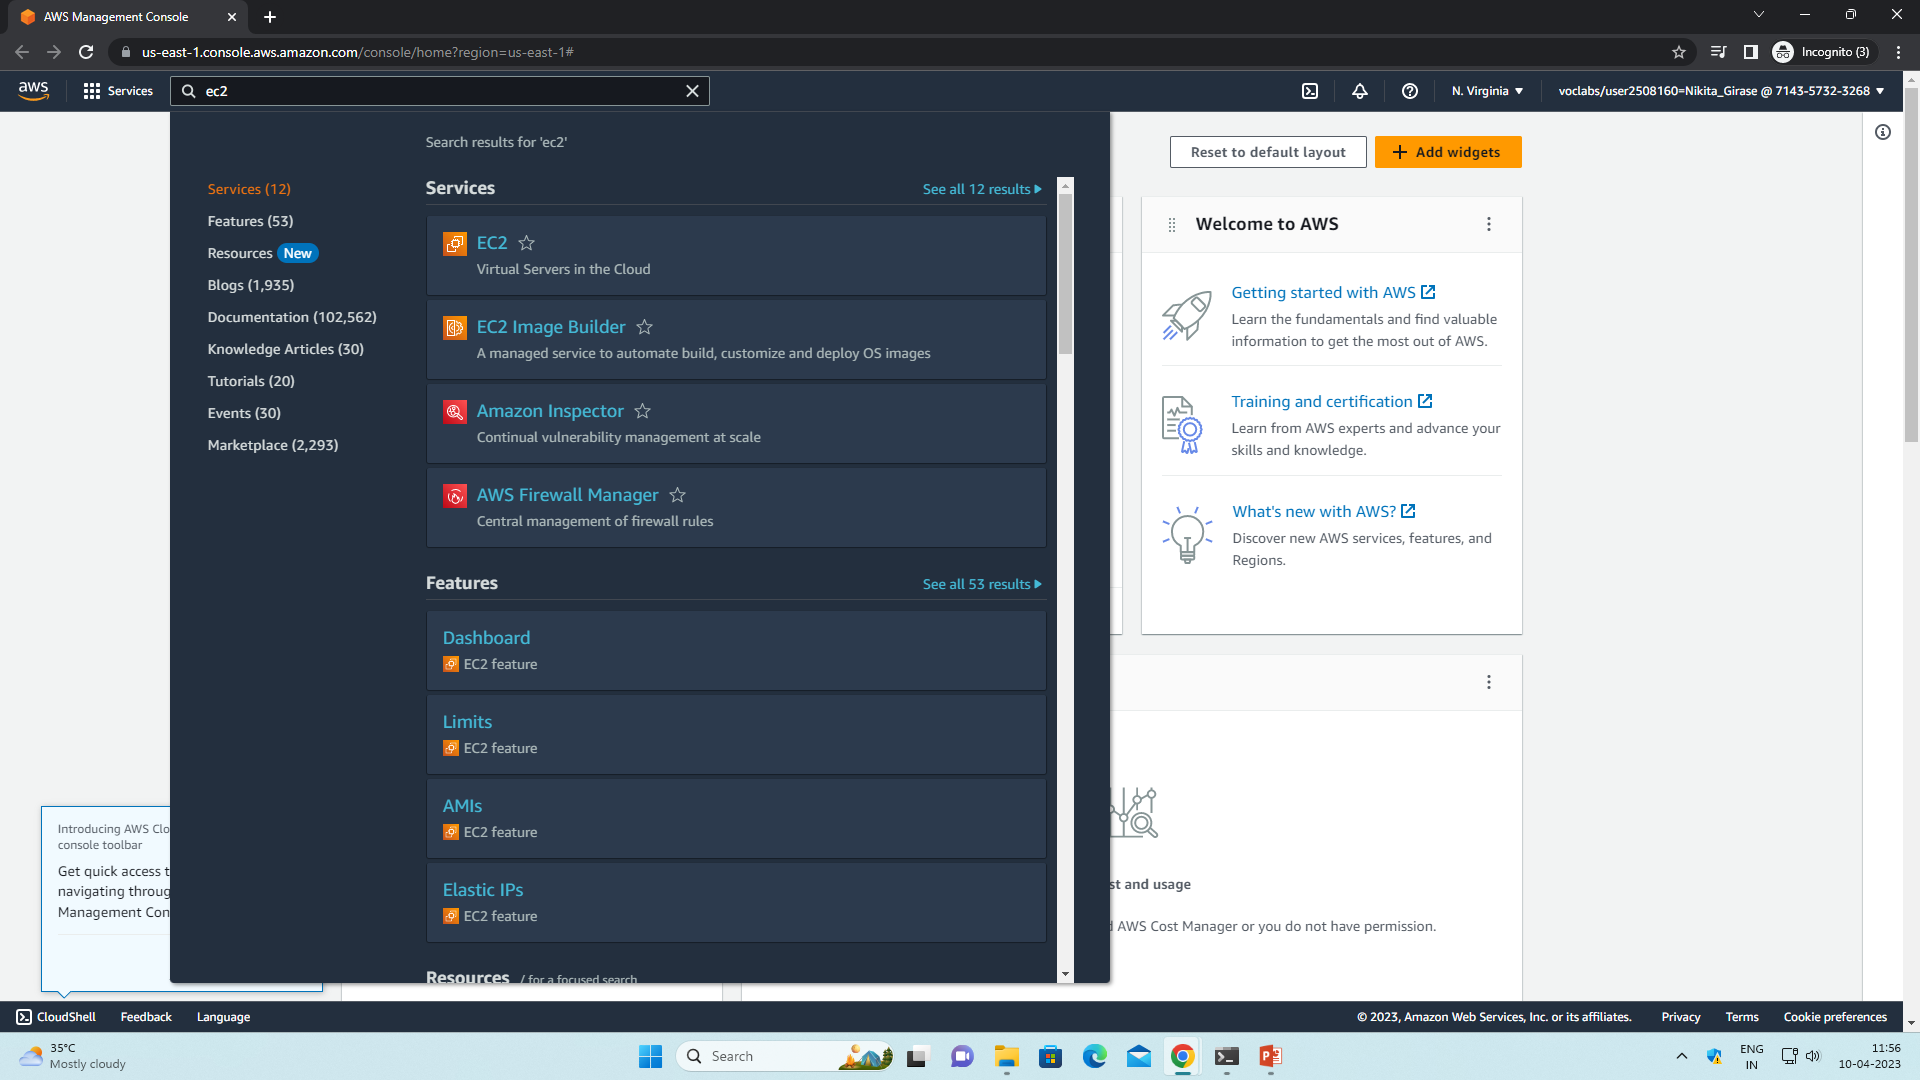 AWS Management Console
us-east-1.console.aws.amazon.com/console/home?region=us-east-1#
Incognito (3)
aws
Services
ec2
N. Virginia
voclabs/user2508160=Nikita_Girase @ 7143-5732-3268
Search results for 'ec2'
Services (12)
Features (53)
Resources New
Blogs (1,935)
Documentation (102,562)
Knowledge Articles (30)
Tutorials (20)
Events (30)
Marketplace (2,293)
Services
See all 12 results
EC2
Virtual Servers in the Cloud
EC2 Image Builder
A managed service to automate build, customize and deploy OS images
Amazon Inspector
Continual vulnerability management at scale
AWS Firewall Manager
Central management of firewall rules
Features
See all 53 results
Dashboard
EC2 feature
Limits
EC2 feature
AMIs
EC2 feature
Elastic IPs
EC2 feature
Resources / for a focused search
Reset to default layout
Add widgets
Welcome to AWS
Getting started with AWS
Learn the fundamentals and find valuable
information to get the most out of AWS.
Training and certification
Learn from AWS experts and advance your
skills and knowledge.
What's new with AWS?
Discover new AWS services, features, and
Regions.
st and usage
AWS Cost Manager or you do not have permission.
Introducing AWS Clo
console toolbar
Get quick access t
navigating throug
Management Con
CloudShell
Feedback
Language
© 2023, Amazon Web Services, Inc. or its affiliates.
Privacy
Terms
Cookie preferences
35°C
Mostly cloudy
Search
ENG
IN
11:56
10-04-2023